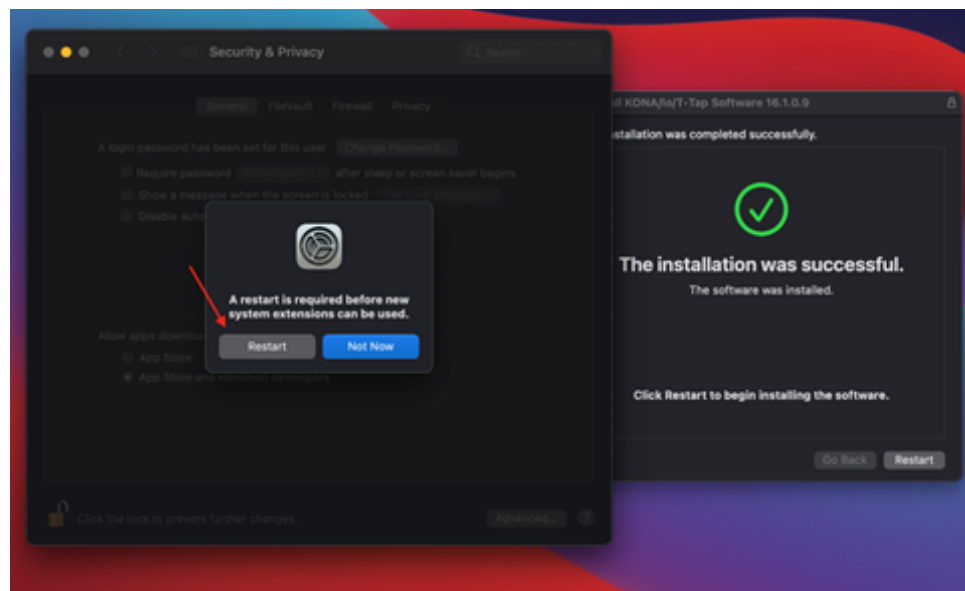 Security & Privacy
Search
General FileVault Firewall Privacy
A login password has been set for this user Change Password...
Require password after sleep or screen saver begins
Show a message when the screen is locked
Disable auto
A restart is required before new
system extensions can be used.
Restart Not Now
Allow apps downloa
App Store
App Store and identified developers
Click the lock to prevent further changes.
Advanced... ?
ll KONA/Io/T-Tap Software 16.1.0.9
nstallation was completed successfully.
The installation was successful.
The software was installed.
Click Restart to begin installing the software.
Go Back Restart